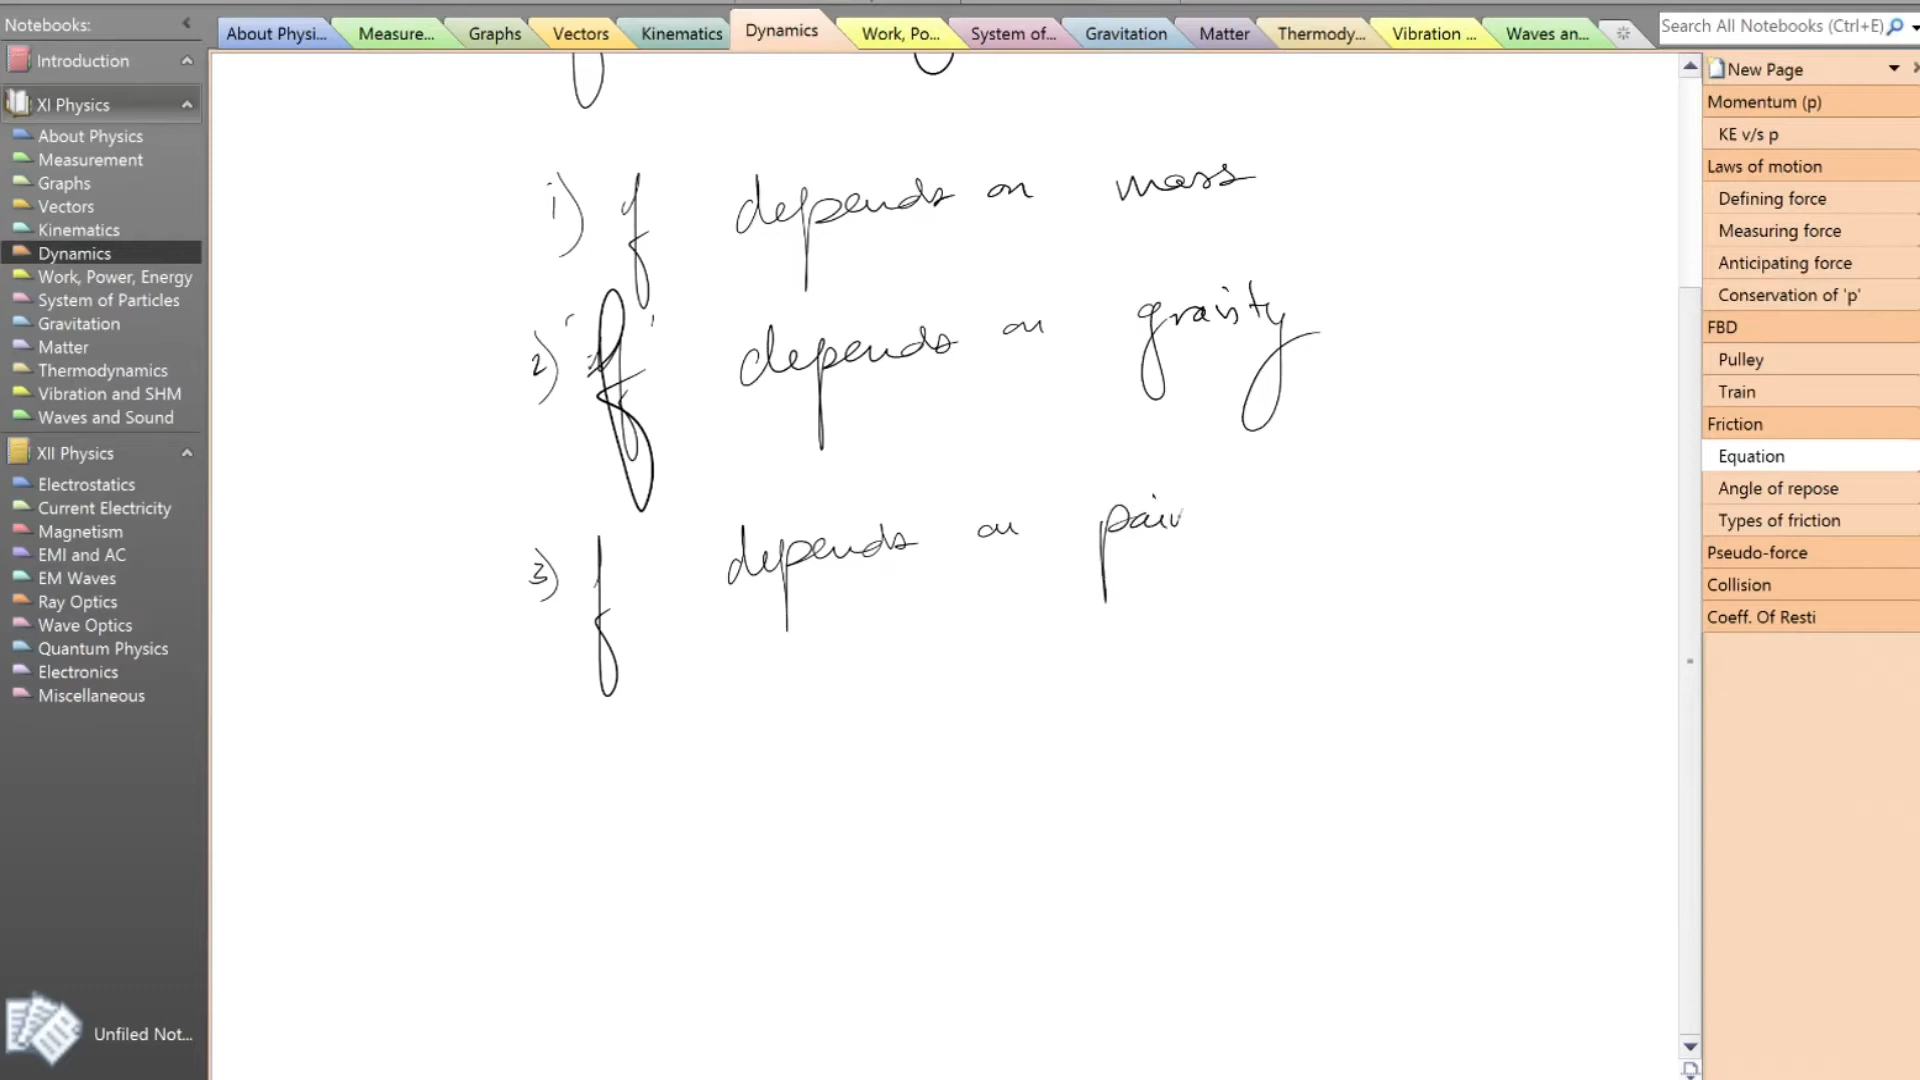 Notebooks:
Introduction
XI Physics
About Physics
Measurement
Graphs
Vectors
Kinematics
Dynamics
Work, Power, Energy
System of Particles
Gravitation
Matter
Thermodynamics
Vibration and SHM
Waves and Sound
XII Physics
Electrostatics
Current Electricity
Magnetism
EMI and AC
EM Waves
Ray Optics
Wave Optics
Quantum Physics
Electronics
Miscellaneous
Unfiled Not...
About Physi... Measure... Graphs Vectors Kinematics Dynamics Work, Po... System of... Gravitation Matter Thermody... Vibration ... Waves an...
1) f depends on mass
2) "f" depends on gravity
3) f depends on pair
Search All Notebooks (Ctrl+E)
New Page
Momentum (p)
KE v/s p
Laws of motion
Defining force
Measuring force
Anticipating force
Conservation of 'p'
FBD
Pulley
Train
Friction
Equation
Angle of repose
Types of friction
Pseudo-force
Collision
Coeff. Of Resti